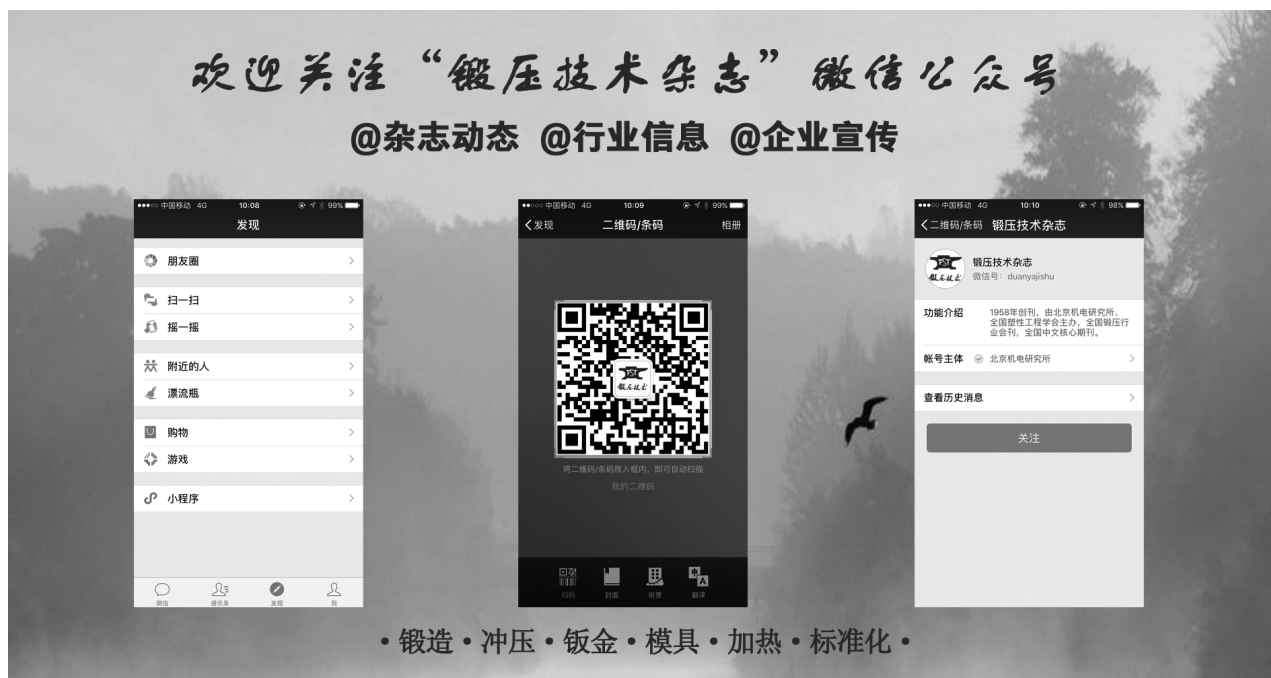 欢迎关注“锻压技术杂志”微信公众号
@杂志动态 @行业信息 @企业宣传
中国移动 4G 10:08 99%
发现
朋友圈
扫一扫
摇一摇
附近的人
漂流瓶
购物
游戏
小程序
微信 通讯录 发现 我
中国移动 4G 10:09 99%
发现 二维码/条码 相册
FST
锻压技术
将二维码/条码放入框内，即可自动扫描
我的二维码
扫码 封面 街景 翻译
中 A
中国移动 4G 10:10 98%
二维码/条码 锻压技术杂志
FST
锻压技术
锻压技术杂志
微信号：duanyajishu
功能介绍 1958年创刊，由北京机电研究所、
全国塑性工程学会主办，全国锻压行
业会刊，全国中文核心期刊。
帐号主体 北京机电研究所
查看历史消息
关注
·锻造·冲压·钣金·模具·加热·标准化·